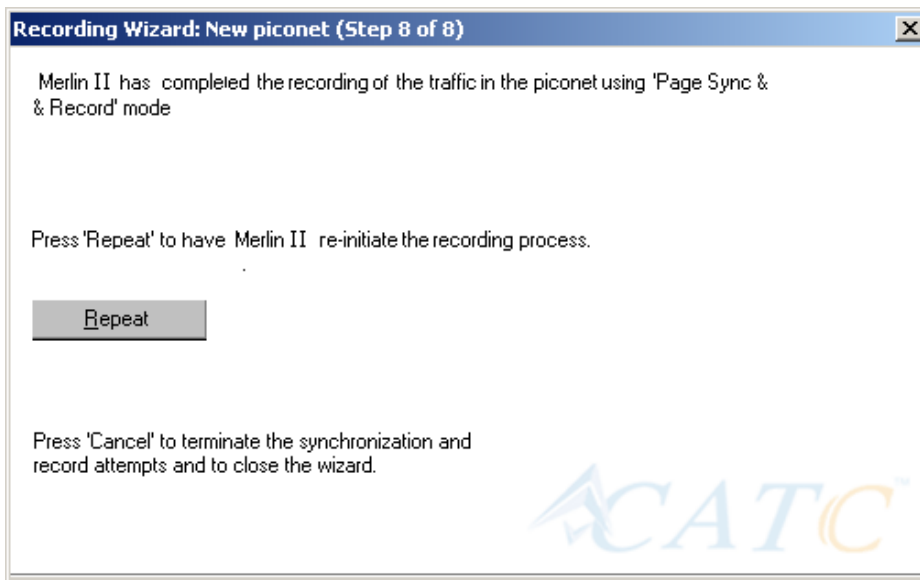 Recording Wizard: New piconet (Step 8 of 8)
Merlin II has completed the recording of the traffic in the piconet using 'Page Sync &
& Record' mode
Press 'Repeat' to have Merlin II re-initiate the recording process.
Repeat
Press 'Cancel' to terminate the synchronization and
record attempts and to close the wizard.
CATC™